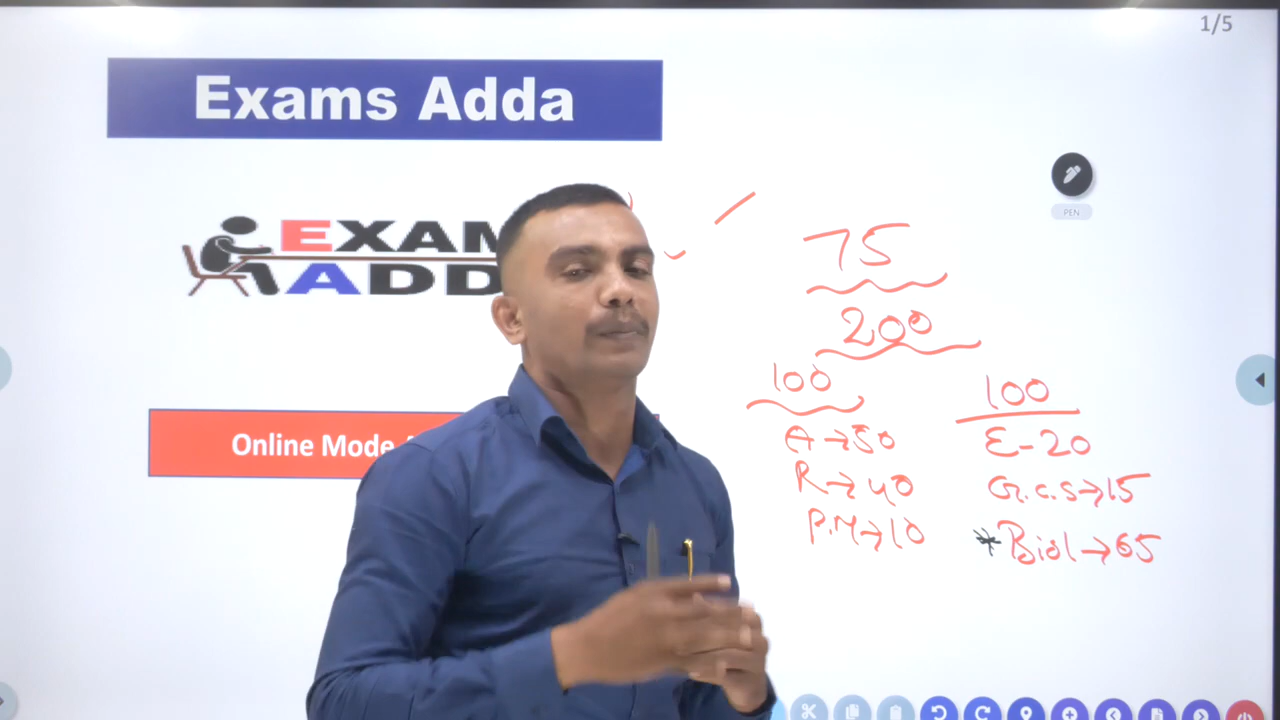 1/5
Exams Adda
PEN
EXAM
ADD
75
200
100
A → 50
R → 40
P.M → 10
100
E - 20
G.C.S → 15
* Biol → 65
Online Mode